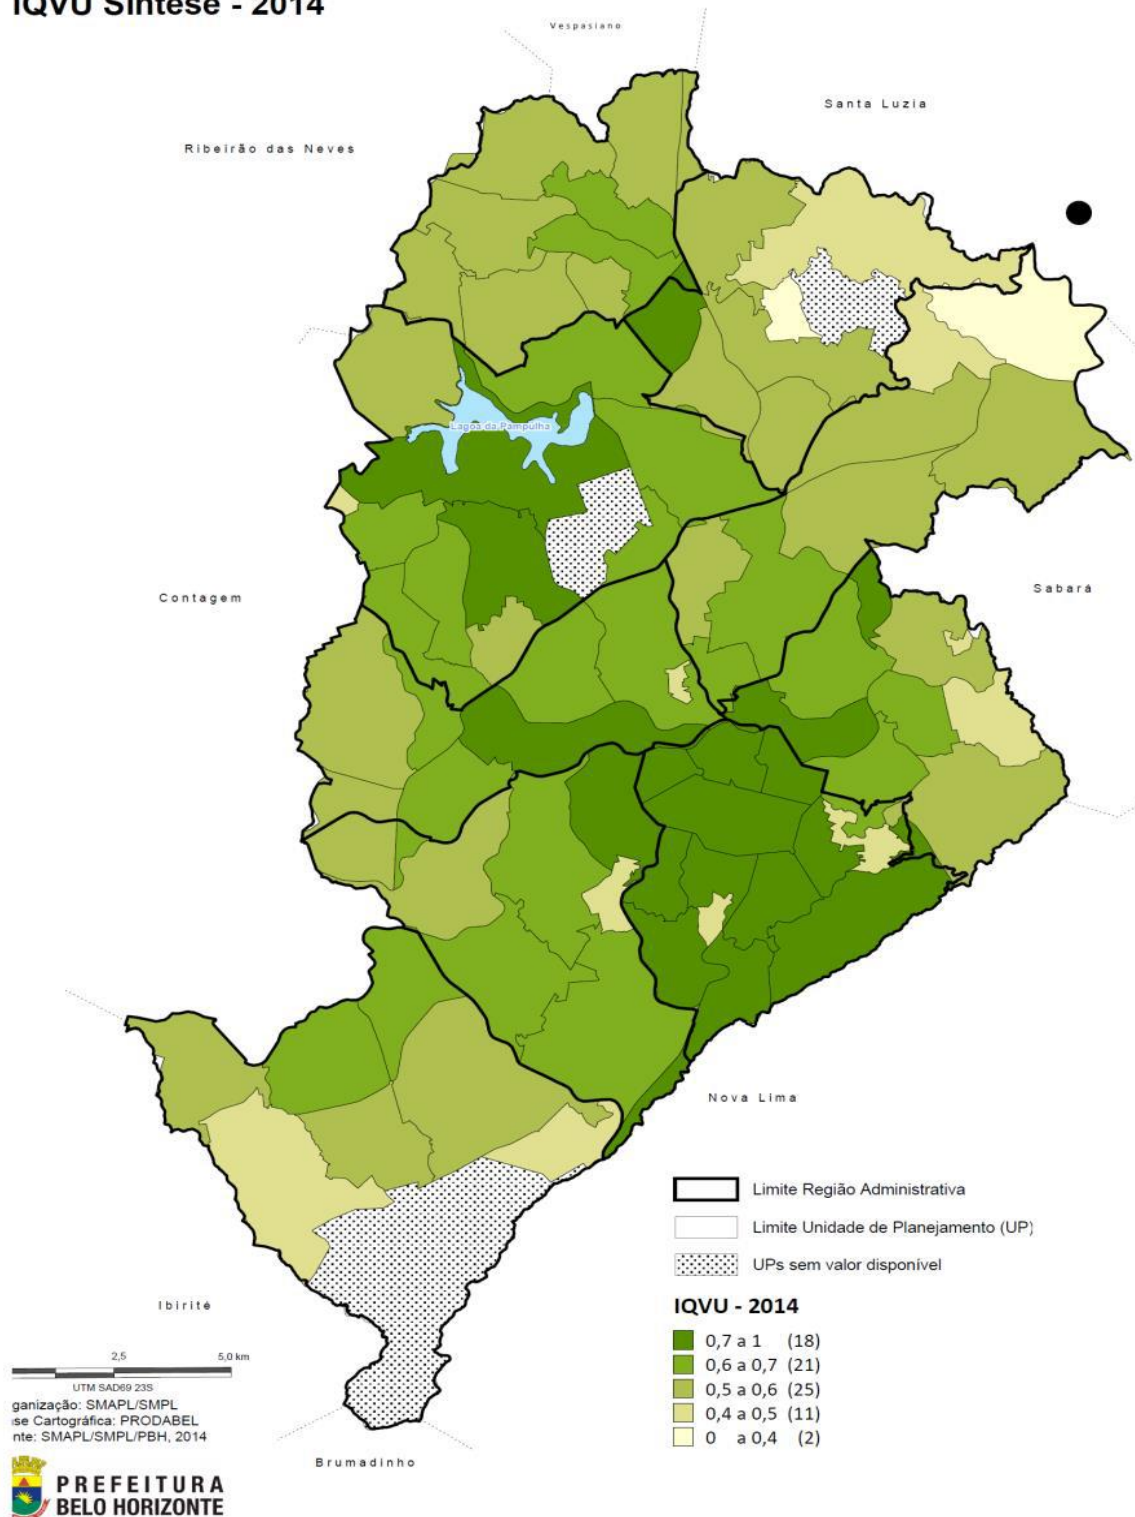 IQVU Síntese - 2014
Vespasiano
Santa Luzia
Ribeirão das Neves
Lagoa da Pampulha
Contagem
Sabará
Nova Lima
Limite Região Administrativa
Limite Unidade de Planejamento (UP)
UPs sem valor disponível
IQVU - 2014
0,7 a 1 (18)
0,6 a 0,7 (21)
0,5 a 0,6 (25)
0,4 a 0,5 (11)
0 a 0,4 (2)
Ibirité
2,5 5,0 km
UTM SAD69 23S
ganização: SMAPL/SMPL
se Cartográfica: PRODABEL
nte: SMAPL/SMPL/PBH, 2014
Brumadinho
PREFEITURA
BELO HORIZONTE